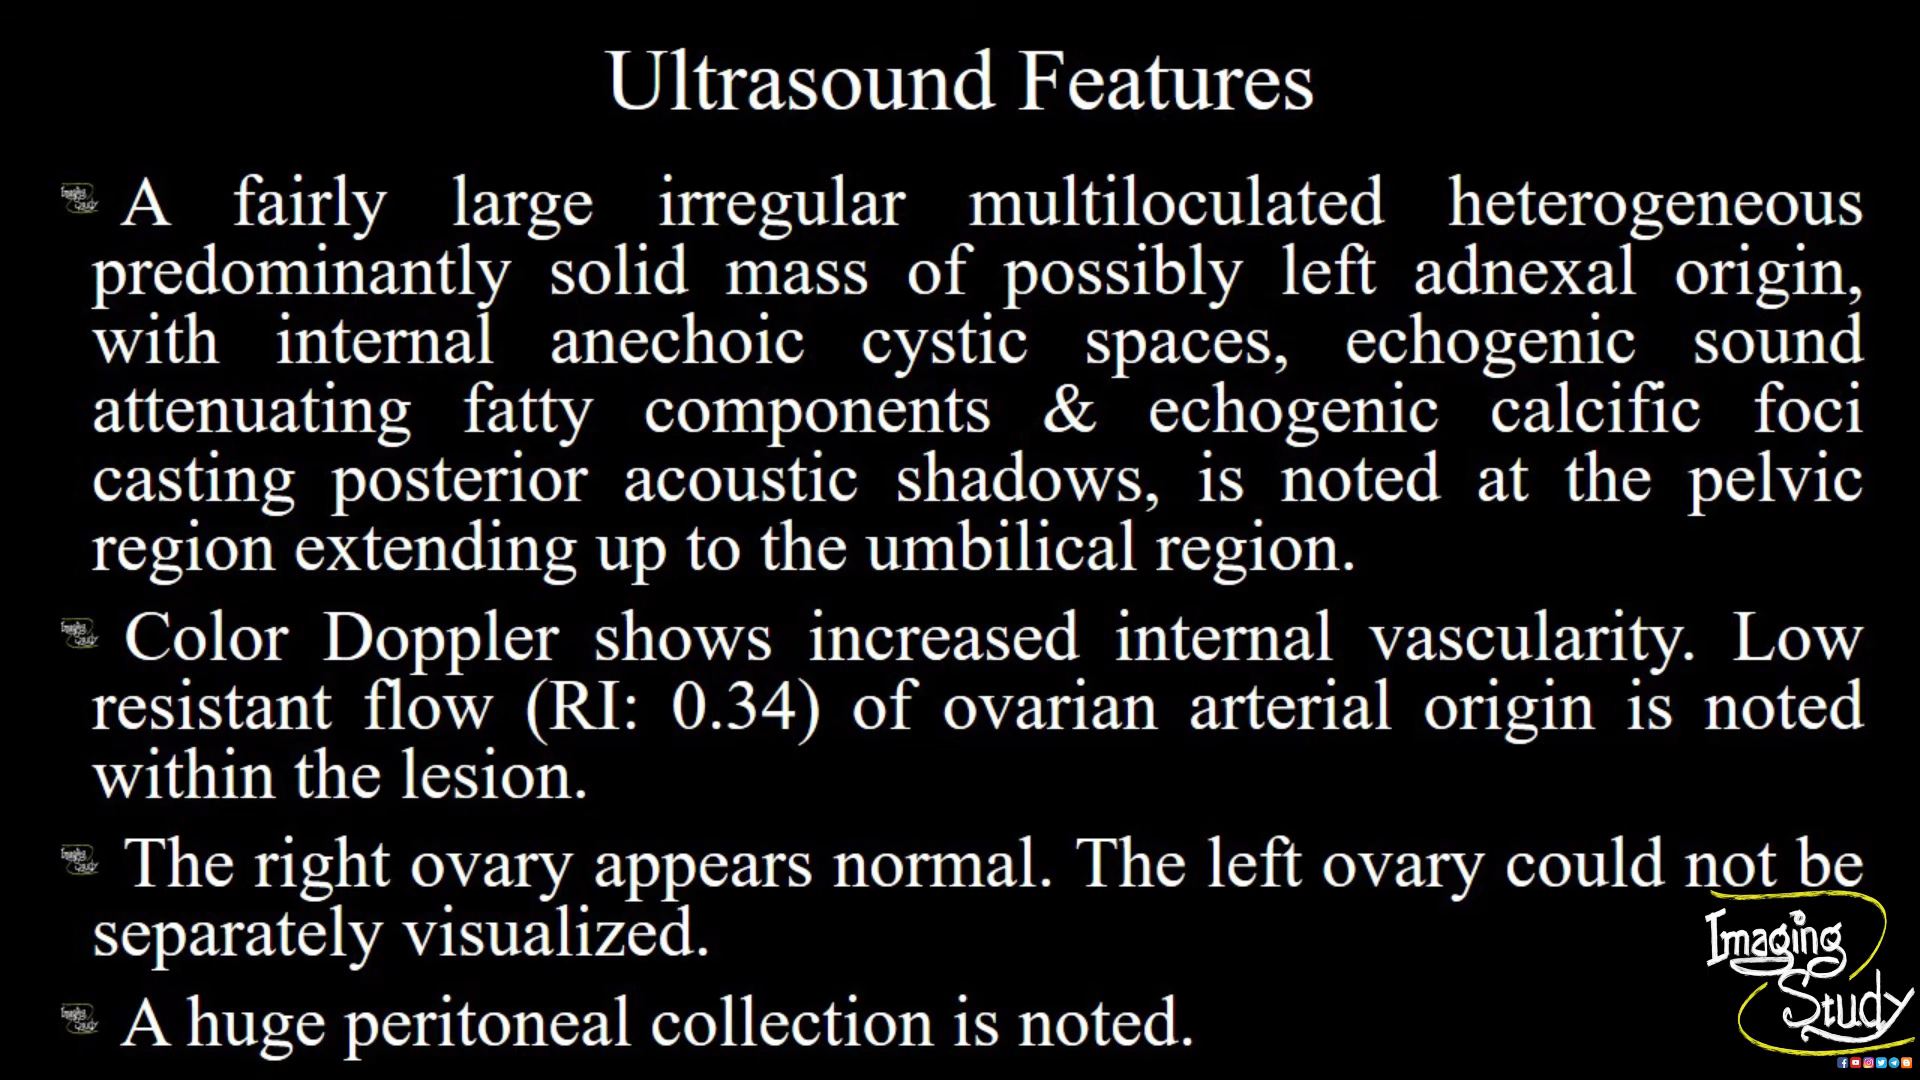 Ultrasound Features
A fairly large irregular multiloculated heterogeneous
predominantly solid mass of possibly left adnexal origin,
with internal anechoic cystic spaces, echogenic sound
attenuating fatty components & echogenic calcific foci
casting posterior acoustic shadows, is noted at the pelvic
region extending up to the umbilical region.
Color Doppler shows increased internal vascularity. Low
resistant flow (RI: 0.34) of ovarian arterial origin is noted
within the lesion.
The right ovary appears normal. The left ovary could not be
separately visualized.
A huge peritoneal collection is noted.
Imaging
Study